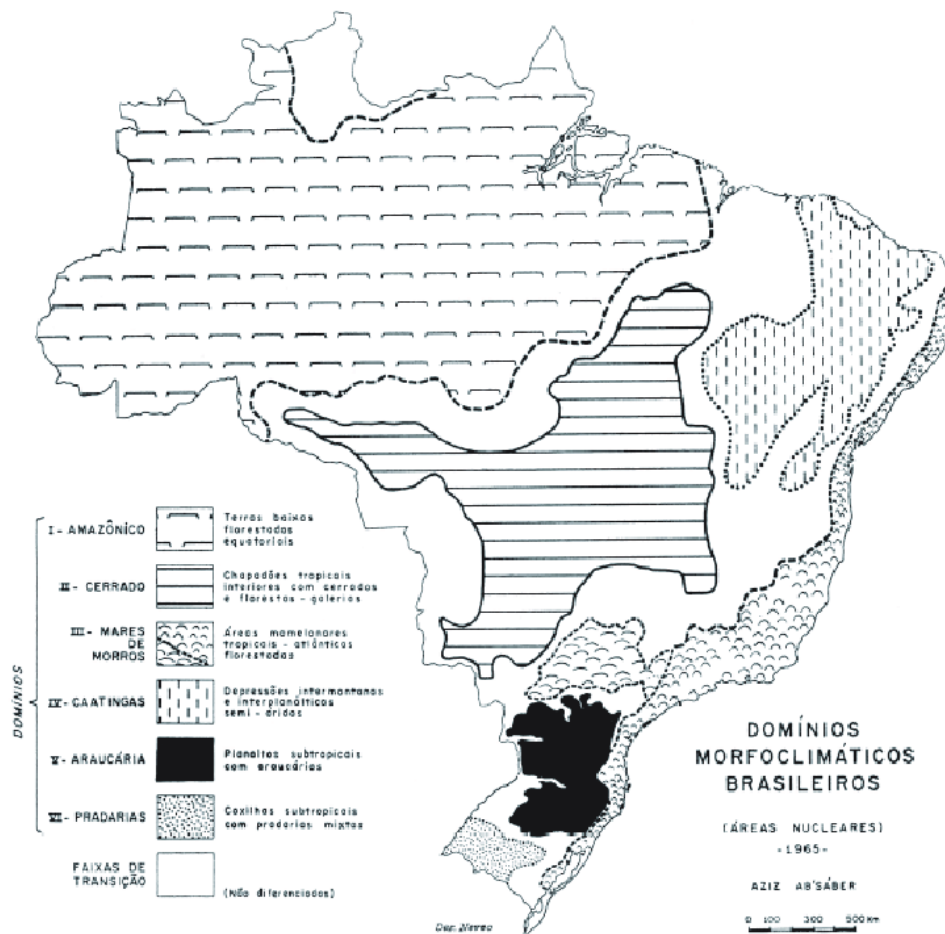 DOMÍNIOS
I - AMAZÔNICO
Terras baixas
florestadas
equatoriais
II - CERRADO
Chapadões tropicais
interiores com cerrados
e florestas - galerias
III - MARES
DE
MORROS
Áreas mamelonares
tropicais - atlânticas
florestadas
IV - CAATINGAS
Depressões intermontanas
e interplanálticas
semi - áridas
V - ARAUCÁRIA
Planaltos subtropicais
com araucárias
VI - PRADARIAS
Coxilhas subtropicais
com pradarias mistas
FAIXAS DE
TRANSIÇÃO
(Não diferenciadas)
DOMÍNIOS
MORFOCLIMÁTICOS
BRASILEIROS
(ÁREAS NUCLEARES)
- 1965 -
AZIZ AB'SÁBER
0 100 300 500 km
Des.